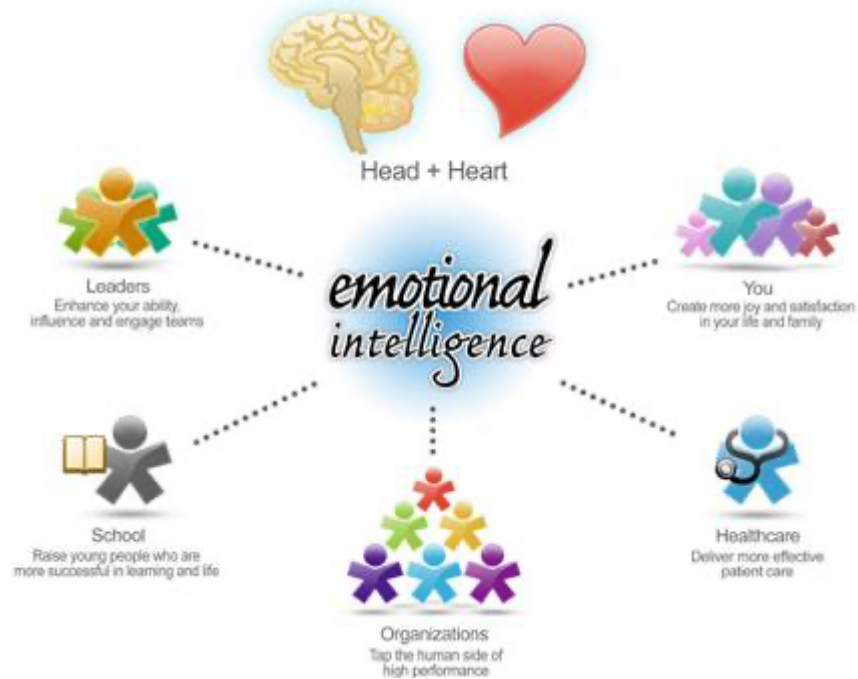 Head + Heart
emotional
intelligence
Leaders
Enhance your ability,
influence and engage teams
You
Create more joy and satisfaction
in your life and family
School
Raise young people who are
more successful in learning and life
Healthcare
Deliver more effective
patient care
Organizations
Tap the human side of
high performance